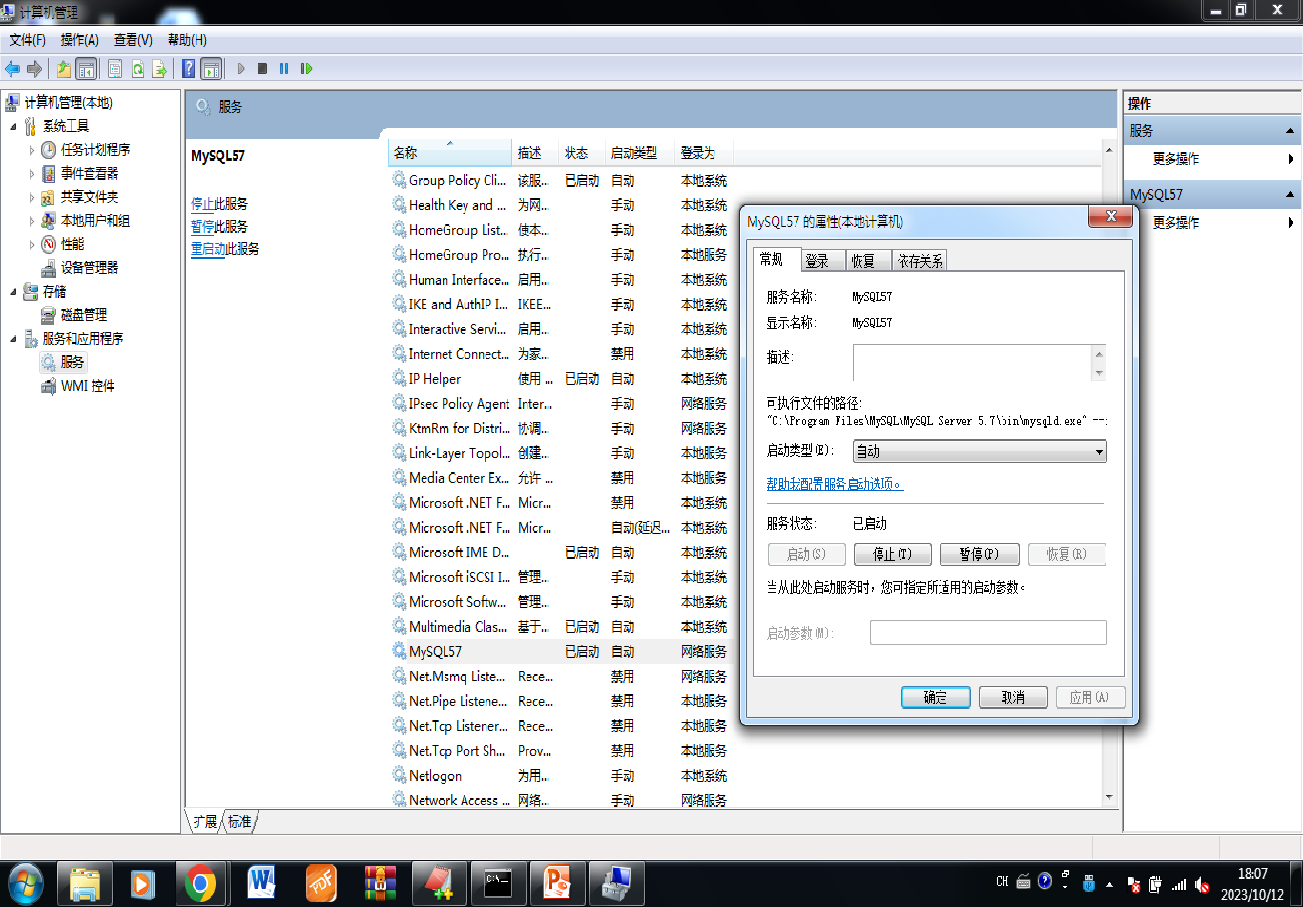 计算机管理
文件(F) 操作(A) 查看(V) 帮助(H)
计算机管理(本地)
系统工具
任务计划程序
事件查看器
共享文件夹
本地用户和组
性能
设备管理器
存储
磁盘管理
服务和应用程序
服务
WMI 控件
服务
MySQL57
停止此服务
暂停此服务
重启动此服务
名称 描述 状态 启动类型 登录为
Group Policy Cli... 该服... 已启动 自动 本地系统
Health Key and ... 为网... 手动 本地系统
HomeGroup List... 使本... 手动 本地系统
HomeGroup Pro... 执行... 手动 本地服务
Human Interface... 启用... 手动 本地系统
IKE and AuthIP I... IKEE... 手动 本地系统
Interactive Servi... 启用... 手动 本地系统
Internet Connect... 为家... 禁用 本地系统
IP Helper 使用 ... 已启动 自动 本地系统
IPsec Policy Agent Inter... 手动 网络服务
KtmRm for Distri... 协调... 手动 网络服务
Link-Layer Topol... 创建... 手动 本地服务
Media Center Ex... 允许 ... 禁用 本地服务
Microsoft .NET F... Micr... 禁用 本地系统
Microsoft .NET F... Micr... 自动(延迟... 本地系统
Microsoft IME D... 已启动 自动 本地系统
Microsoft iSCSI I... 管理... 手动 本地系统
Microsoft Softw... 管理... 手动 本地系统
Multimedia Clas... 基于... 已启动 自动 本地系统
MySQL57 已启动 自动 网络服务
Net.Msmq Liste... Rece... 禁用 网络服务
Net.Pipe Listene... Rece... 禁用 本地服务
Net.Tcp Listener... Rece... 禁用 本地服务
Net.Tcp Port Sh... Prov... 禁用 本地服务
Netlogon 为用... 手动 本地系统
Network Access ... 网络... 手动 网络服务
扩展 标准
操作
服务
更多操作
MySQL57
更多操作
MySQL57 的属性(本地计算机)
常规 登录 恢复 依存关系
服务名称: MySQL57
显示名称: MySQL57
描述:
可执行文件的路径:
"C:\Program Files\MySQL\MySQL Server 5.7\bin\mysqld.exe" --
启动类型(E): 自动
帮助我配置服务启动选项。
服务状态: 已启动
启动(S) 停止(T) 暂停(P) 恢复(R)
当从此处启动服务时，您可指定所适用的启动参数。
启动参数(M):
确定 取消 应用(A)
W PDF C:\ P
CH
18:07
2023/10/12